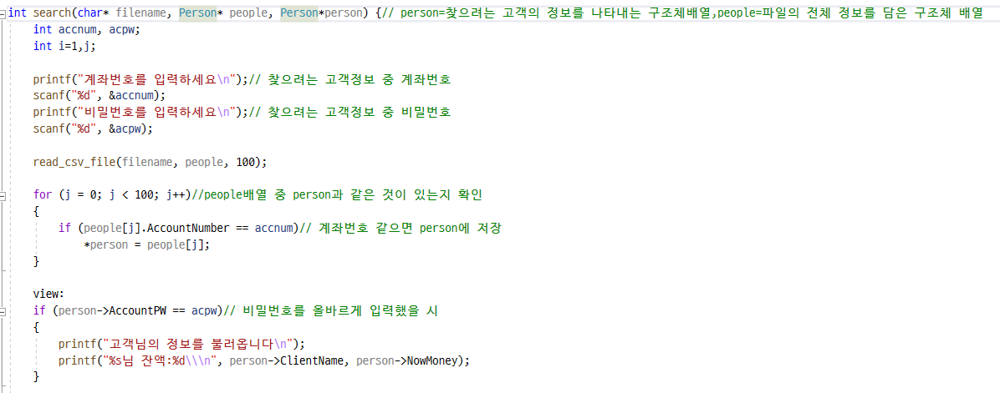 int search(char* filename, Person* people, Person*person) {// person=찾으려는 고객의 정보를 나타내는 구조체배열,people=파일의 전체 정보를 담은 구조체 배열
int accnum, acpw;
int i=1,j;
printf("계좌번호를 입력하세요\n");// 찾으려는 고객정보 중 계좌번호
scanf("%d", &accnum);
printf("비밀번호를 입력하세요\n");// 찾으려는 고객정보 중 비밀번호
scanf("%d", &acpw);
read_csv_file(filename, people, 100);
for (j = 0; j < 100; j++)//people배열 중 person과 같은 것이 있는지 확인
{
if (people[j].AccountNumber == accnum)// 계좌번호 같으면 person에 저장
*person = people[j];
}
view:
if (person->AccountPW == acpw)// 비밀번호를 올바르게 입력했을 시
{
printf("고객님의 정보를 불러옵니다\n");
printf("%s님 잔액:%d\\\n", person->ClientName, person->NowMoney);
}